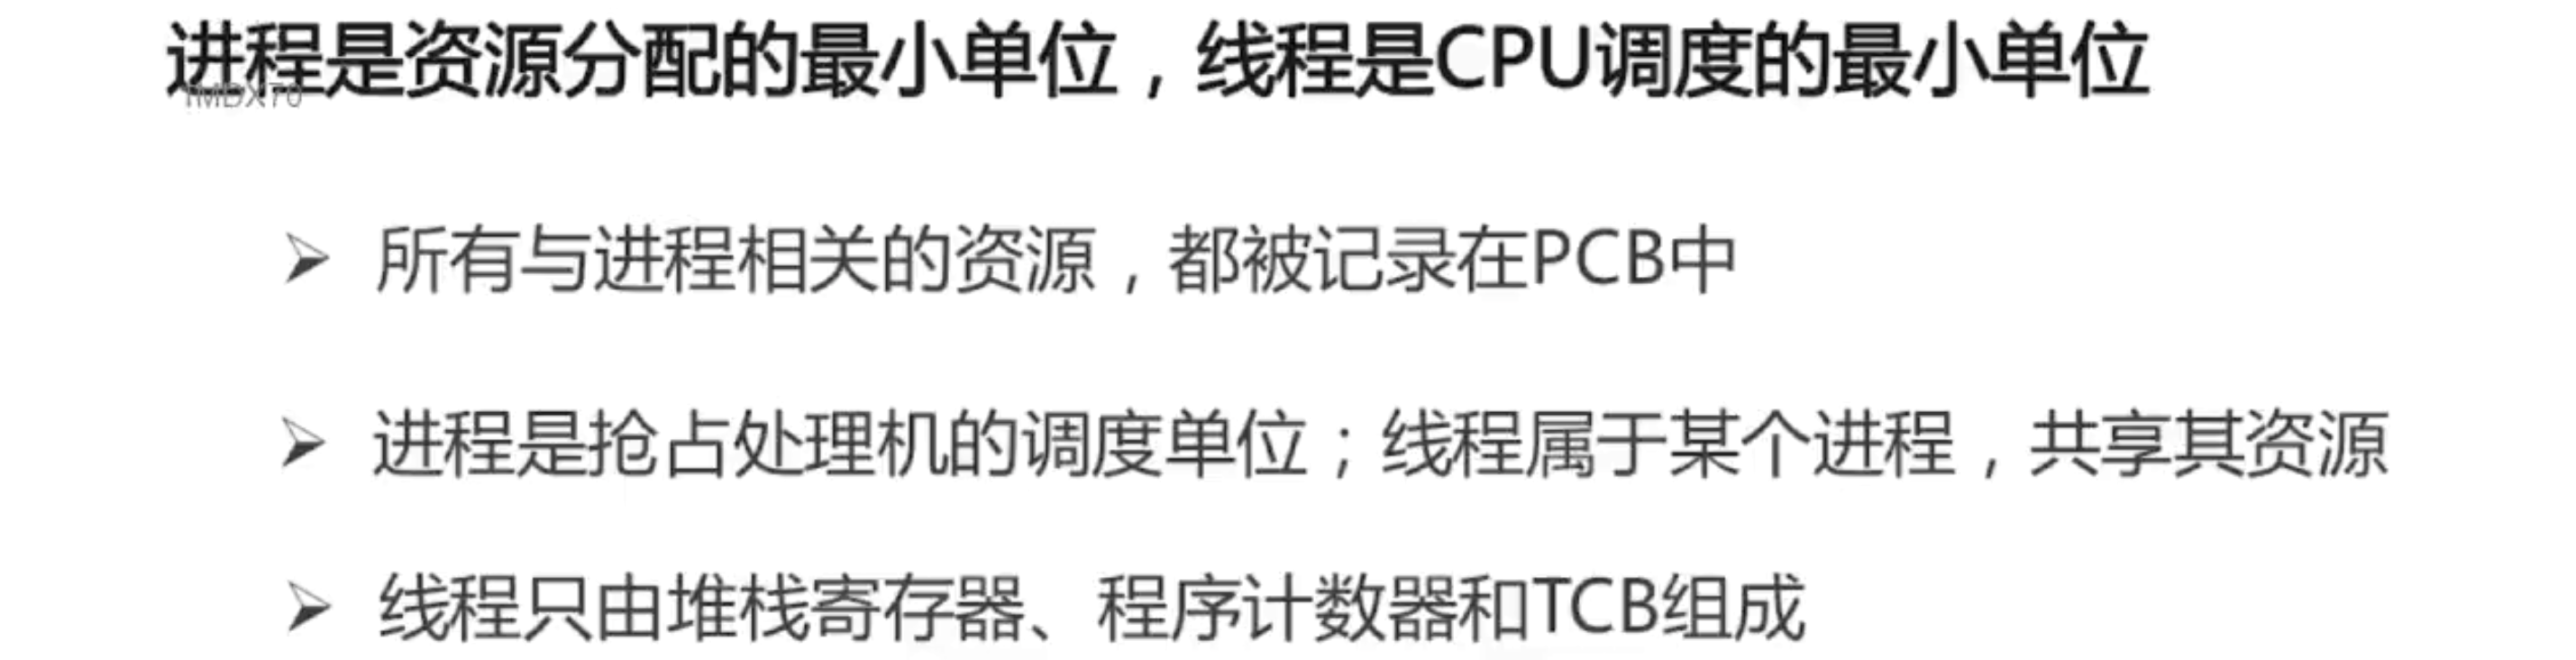 进程是资源分配的最小单位，线程是CPU调度的最小单位
所有与进程相关的资源，都被记录在PCB中
进程是抢占处理机的调度单位；线程属于某个进程，共享其资源
线程只由堆栈寄存器、程序计数器和TCB组成